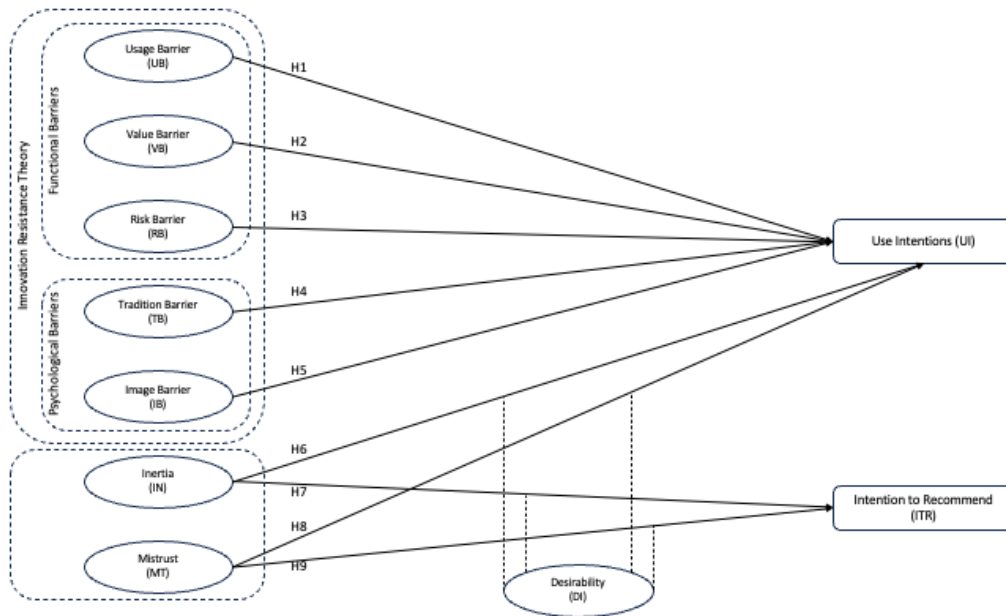 Innovation Resistance Theory
Functional Barriers
Usage Barrier
(UB)
H1
Value Barrier
(VB)
H2
Risk Barrier
(RB)
H3
Use Intentions (UI)
Psychological Barriers
Tradition Barrier
(TB)
H4
Image Barrier
(IB)
H5
Inertia
(IN)
H6
H7
Intention to Recommend
(ITR)
Mistrust
(MT)
H8
H9
Desirability
(DI)